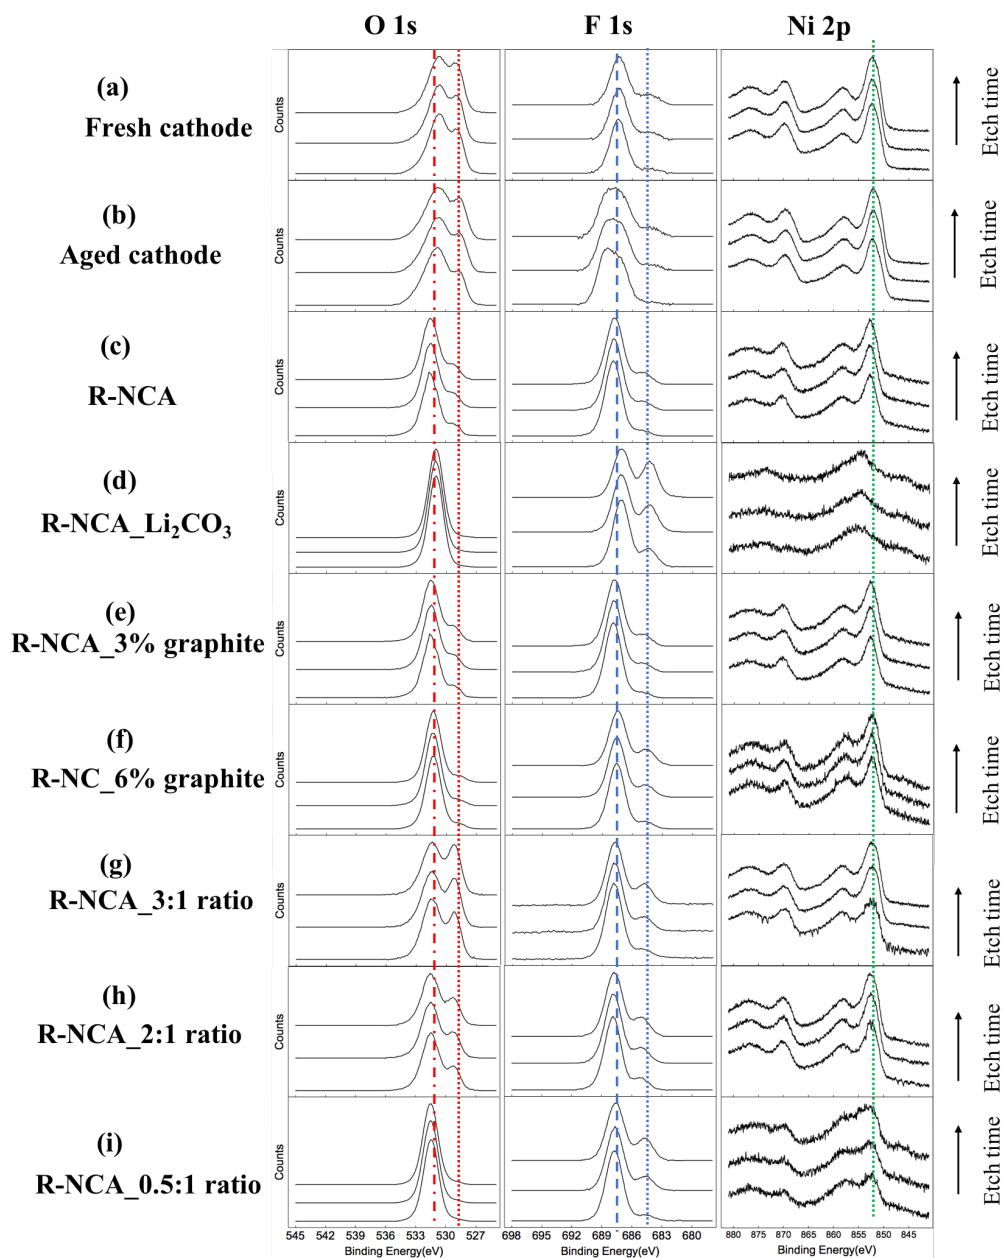 O 1s F 1s Ni 2p
(a)
Fresh cathode
Counts
Etch time
(b)
Aged cathode
Counts
Etch time
(c)
R-NCA
Counts
Etch time
(d)
R-NCA_Li₂CO₃
Counts
Etch time
(e)
R-NCA_3% graphite
Counts
Etch time
(f)
R-NC_6% graphite
Counts
Etch time
(g)
R-NCA_3:1 ratio
Counts
Etch time
(h)
R-NCA_2:1 ratio
Counts
Etch time
(i)
R-NCA_0.5:1 ratio
Counts
Etch time
545 542 539 536 533 530 527 698 695 692 689 686 683 680 880 875 870 865 860 855 850 845
Binding Energy(eV) Binding Energy(eV) Binding Energy(eV)